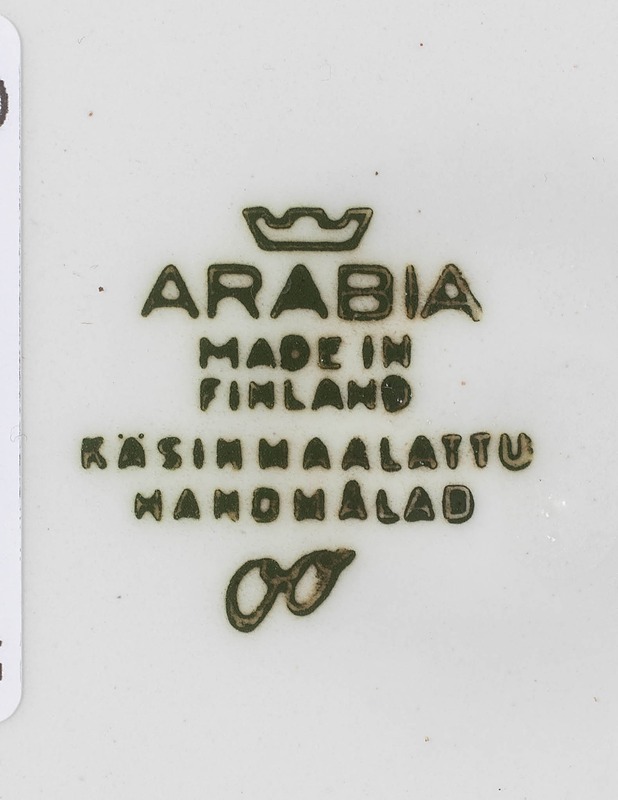 ARABIA
MADE IN
FINLAND
KÄSINMAALATTU
HANDMÅLAD